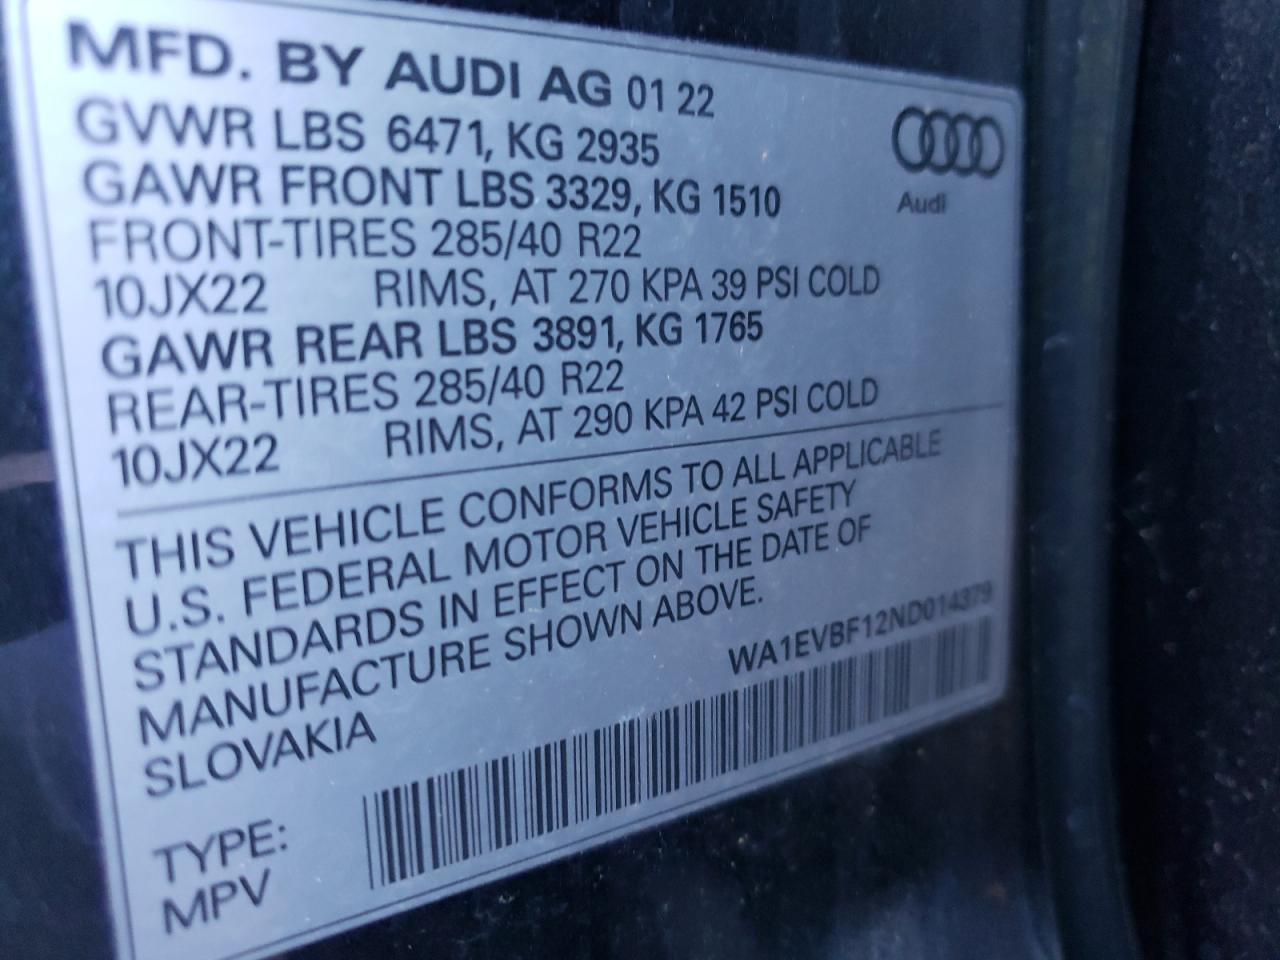 MFD. BY AUDI AG 01 22
GVWR LBS 6471, KG 2935
GAWR FRONT LBS 3329, KG 1510
FRONT-TIRES 285/40 R22
10JX22 RIMS, AT 270 KPA 39 PSI COLD
GAWR REAR LBS 3891, KG 1765
REAR-TIRES 285/40 R22
10JX22 RIMS, AT 290 KPA 42 PSI COLD
Audi
THIS VEHICLE CONFORMS TO ALL APPLICABLE
U.S. FEDERAL MOTOR VEHICLE SAFETY
STANDARDS IN EFFECT ON THE DATE OF
MANUFACTURE SHOWN ABOVE.
SLOVAKIA
WA1EVBF12ND014379
TYPE:
MPV